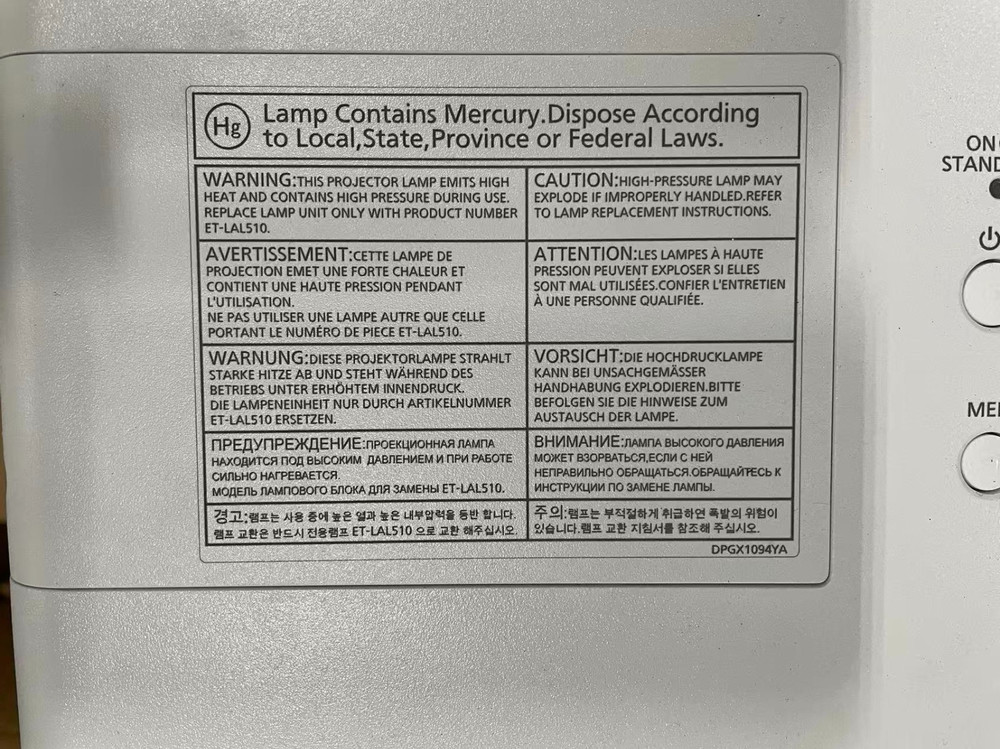 Hg
Lamp Contains Mercury.Dispose According
to Local,State,Province or Federal Laws.
WARNING:THIS PROJECTOR LAMP EMITS HIGH
HEAT AND CONTAINS HIGH PRESSURE DURING USE.
REPLACE LAMP UNIT ONLY WITH PRODUCT NUMBER
ET-LAL510.
CAUTION:HIGH-PRESSURE LAMP MAY
EXPLODE IF IMPROPERLY HANDLED.REFER
TO LAMP REPLACEMENT INSTRUCTIONS.
AVERTISSEMENT:CETTE LAMPE DE
PROJECTION EMET UNE FORTE CHALEUR ET
CONTIENT UNE HAUTE PRESSION PENDANT
L'UTILISATION.
NE PAS UTILISER UNE LAMPE AUTRE QUE CELLE
PORTANT LE NUMÉRO DE PIECE ET-LAL510.
ATTENTION:LES LAMPES À HAUTE
PRESSION PEUVENT EXPLOSER SI ELLES
SONT MAL UTILISÉES.CONFIER L'ENTRETIEN
À UNE PERSONNE QUALIFIÉE.
WARNUNG:DIESE PROJEKTORLAMPE STRAHLT
STARKE HITZE AB UND STEHT WÄHREND DES
BETRIEBS UNTER ERHÖHTEM INNENDRUCK.
DIE LAMPENEINHEIT NUR DURCH ARTIKELNUMMER
ET-LAL510 ERSETZEN.
VORSICHT:DIE HOCHDRUCKLAMPE
KANN BEI UNSACHGEMÄSSER
HANDHABUNG EXPLODIEREN.BITTE
BEFOLGEN SIE DIE HINWEISE ZUM
AUSTAUSCH DER LAMPE.
ПРЕДУПРЕЖДЕНИЕ:ПРОЕКЦИОННАЯ ЛАМПА
НАХОДИТСЯ ПОД ВЫСОКИМ ДАВЛЕНИЕМ И ПРИ РАБОТЕ
СИЛЬНО НАГРЕВАЕТСЯ.
МОДЕЛЬ ЛАМПОВОГО БЛОКА ДЛЯ ЗАМЕНЫ ET-LAL510.
ВНИМАНИЕ:ЛАМПА ВЫСОКОГО ДАВЛЕНИЯ
МОЖЕТ ВЗОРВАТЬСЯ,ЕСЛИ С НЕЙ
НЕПРАВИЛЬНО ОБРАЩАТЬСЯ.ОБРАЩАЙТЕСЬ К
ИНСТРУКЦИИ ПО ЗАМЕНЕ ЛАМПЫ.
경고:램프는 사용 중에 높은 열과 높은 내부압력을 동반 합니다.
램프 교환은 반드시 전용램프 ET-LAL510 으로 교환 해주십시오.
주의:램프는 부적절하게 취급하면 폭발의 위험이
있습니다.램프 교환 지침서를 참조해 주십시오.
DPGX1094YA
ON
STAND
ME